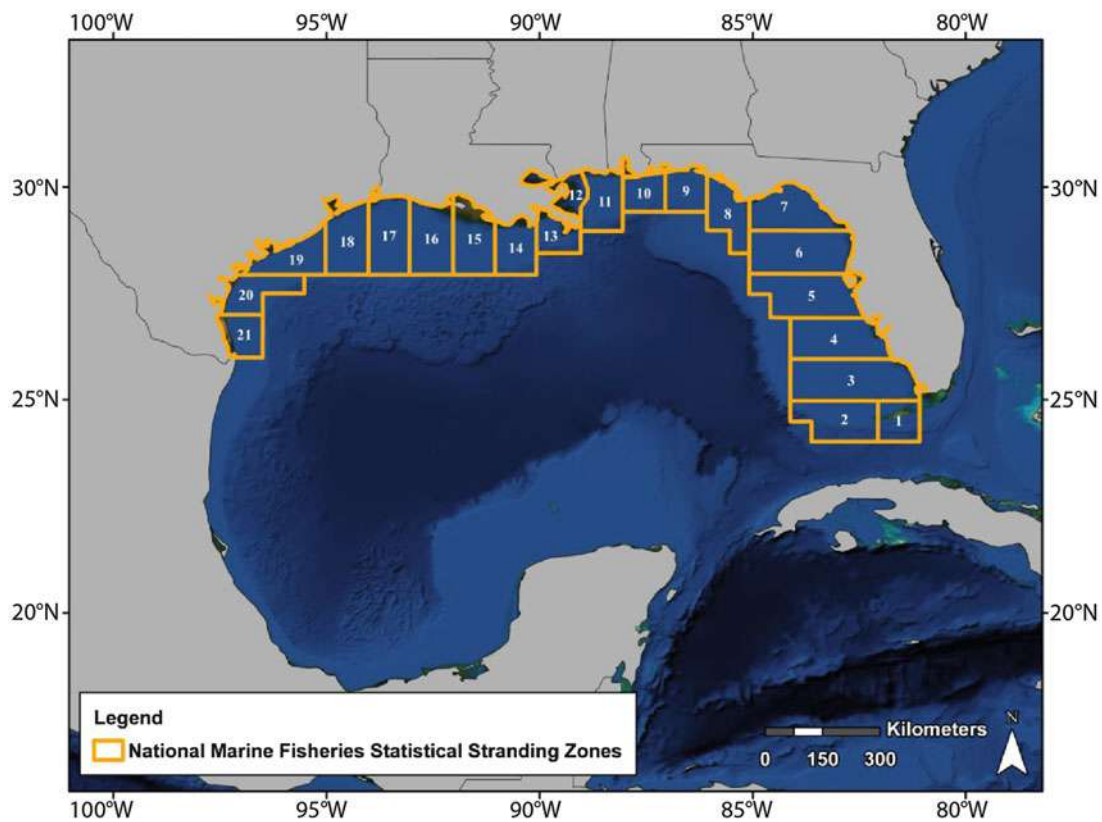 100°W 95°W 90°W 85°W 80°W
30°N 30°N
12
11
10
9
8
7
13
18
17
16
15
14
19
6
20
5
21
4
3
25°N 25°N
2
1
20°N 20°N
Legend
National Marine Fisheries Statistical Stranding Zones
Kilometers
0 150 300
N
100°W 95°W 90°W 85°W 80°W